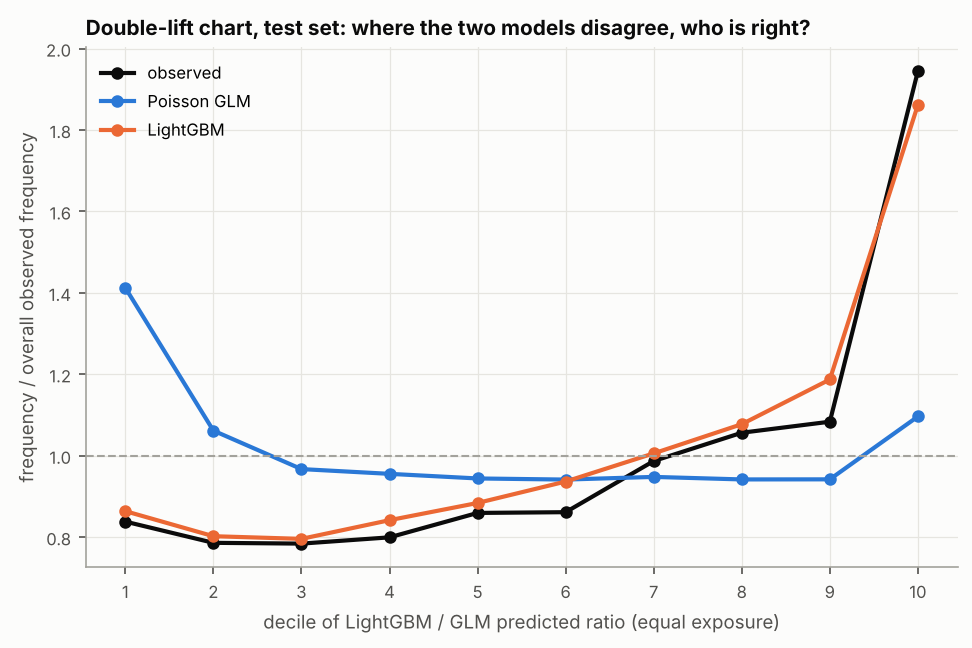 Double-lift chart, test set: where the two models disagree, who is right?
observed
Poisson GLM
LightGBM
frequency / overall observed frequency
2.0
1.8
1.6
1.4
1.2
1.0
0.8
1 2 3 4 5 6 7 8 9 10
decile of LightGBM / GLM predicted ratio (equal exposure)